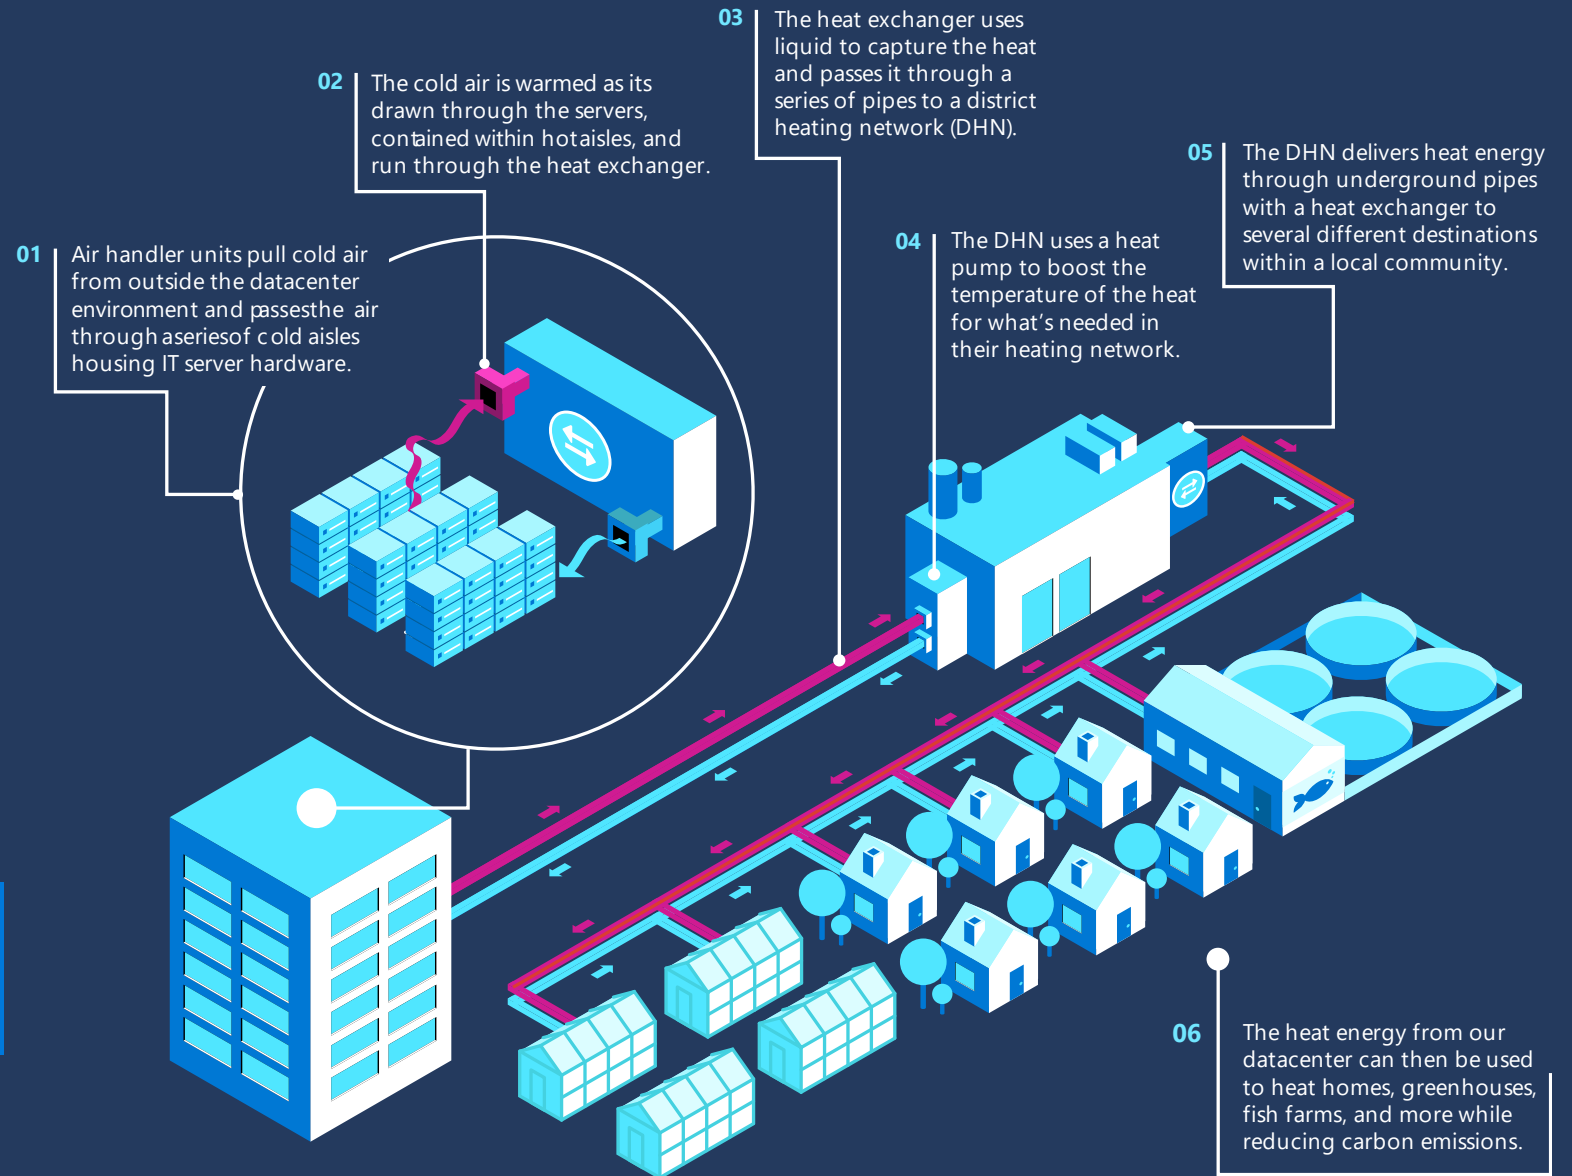 01
Air handler units pull cold air
from outside the datacenter
environment and passesthe air
through aseriesof cold aisles
housing IT server hardware.
02
The cold air is warmed as its
drawn through the servers,
contained within hotaisles, and
run through the heat exchanger.
03
The heat exchanger uses
liquid to capture the heat
and passes it through a
series of pipes to a district
heating network (DHN).
04
The DHN uses a heat
pump to boost the
temperature of the heat
for what’s needed in
their heating network.
05
The DHN delivers heat energy
through underground pipes
with a heat exchanger to
several different destinations
within a local community.
06
The heat energy from our
datacenter can then be used
to heat homes, greenhouses,
fish farms, and more while
reducing carbon emissions.